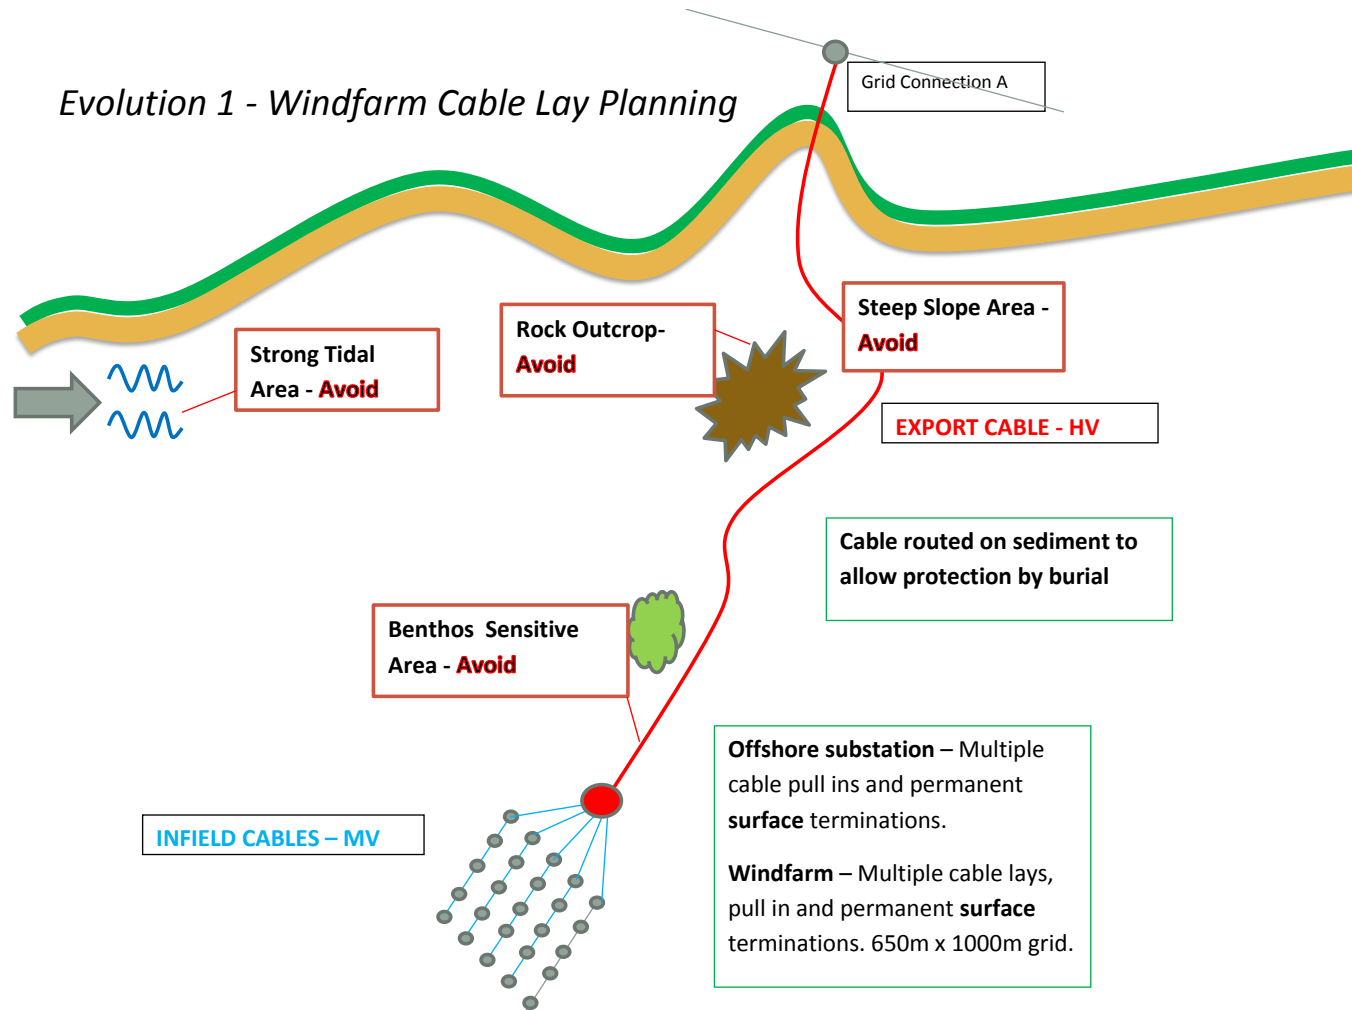 Evolution 1 - Windfarm Cable Lay Planning
Grid Connection A
Strong Tidal
Area - Avoid
Rock Outcrop-
Avoid
Steep Slope Area -
Avoid
EXPORT CABLE - HV
Cable routed on sediment to
allow protection by burial
Benthos Sensitive
Area - Avoid
INFIELD CABLES – MV
Offshore substation – Multiple
cable pull ins and permanent
surface terminations.
Windfarm – Multiple cable lays,
pull in and permanent surface
terminations. 650m x 1000m grid.